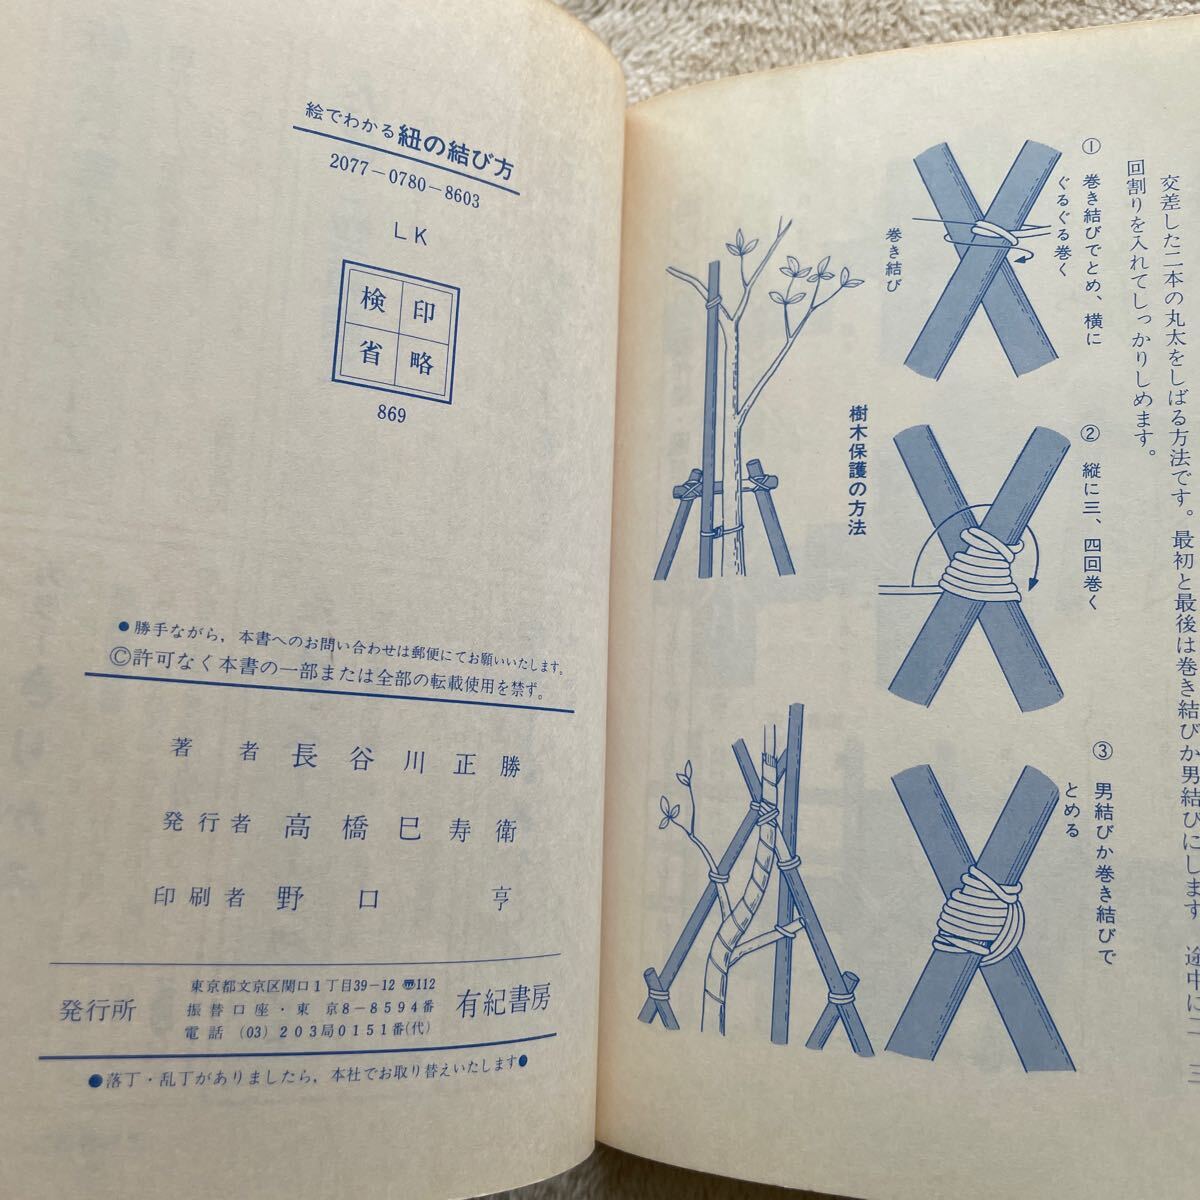 絵でわかる紐の結び方
2077-0780-8603
LK
検印
省略
869
●勝手ながら，本書へのお問い合わせは郵便にてお願いいたします。
©許可なく本書の一部または全部の転載使用を禁ず。
著者 長谷川正勝
発行者 高橋巳寿衛
印刷者 野口亨
発行所
東京都文京区関口1丁目39-12 〠112
振替口座・東京8-8594番
電話 (03) 203局0151番(代)
有紀書房
●落丁・乱丁がありましたら，本社でお取り替えいたします●
交差した二本の丸太をしばる方法です。最初と最後は巻き結びか男結びにします 途中に二 三
回割りを入れてしっかりしめます。
① 巻き結びでとめ、横に
ぐるぐる巻く
巻き結び
② 縦に三、四回巻く
③ 男結びか巻き結びで
とめる
樹木保護の方法